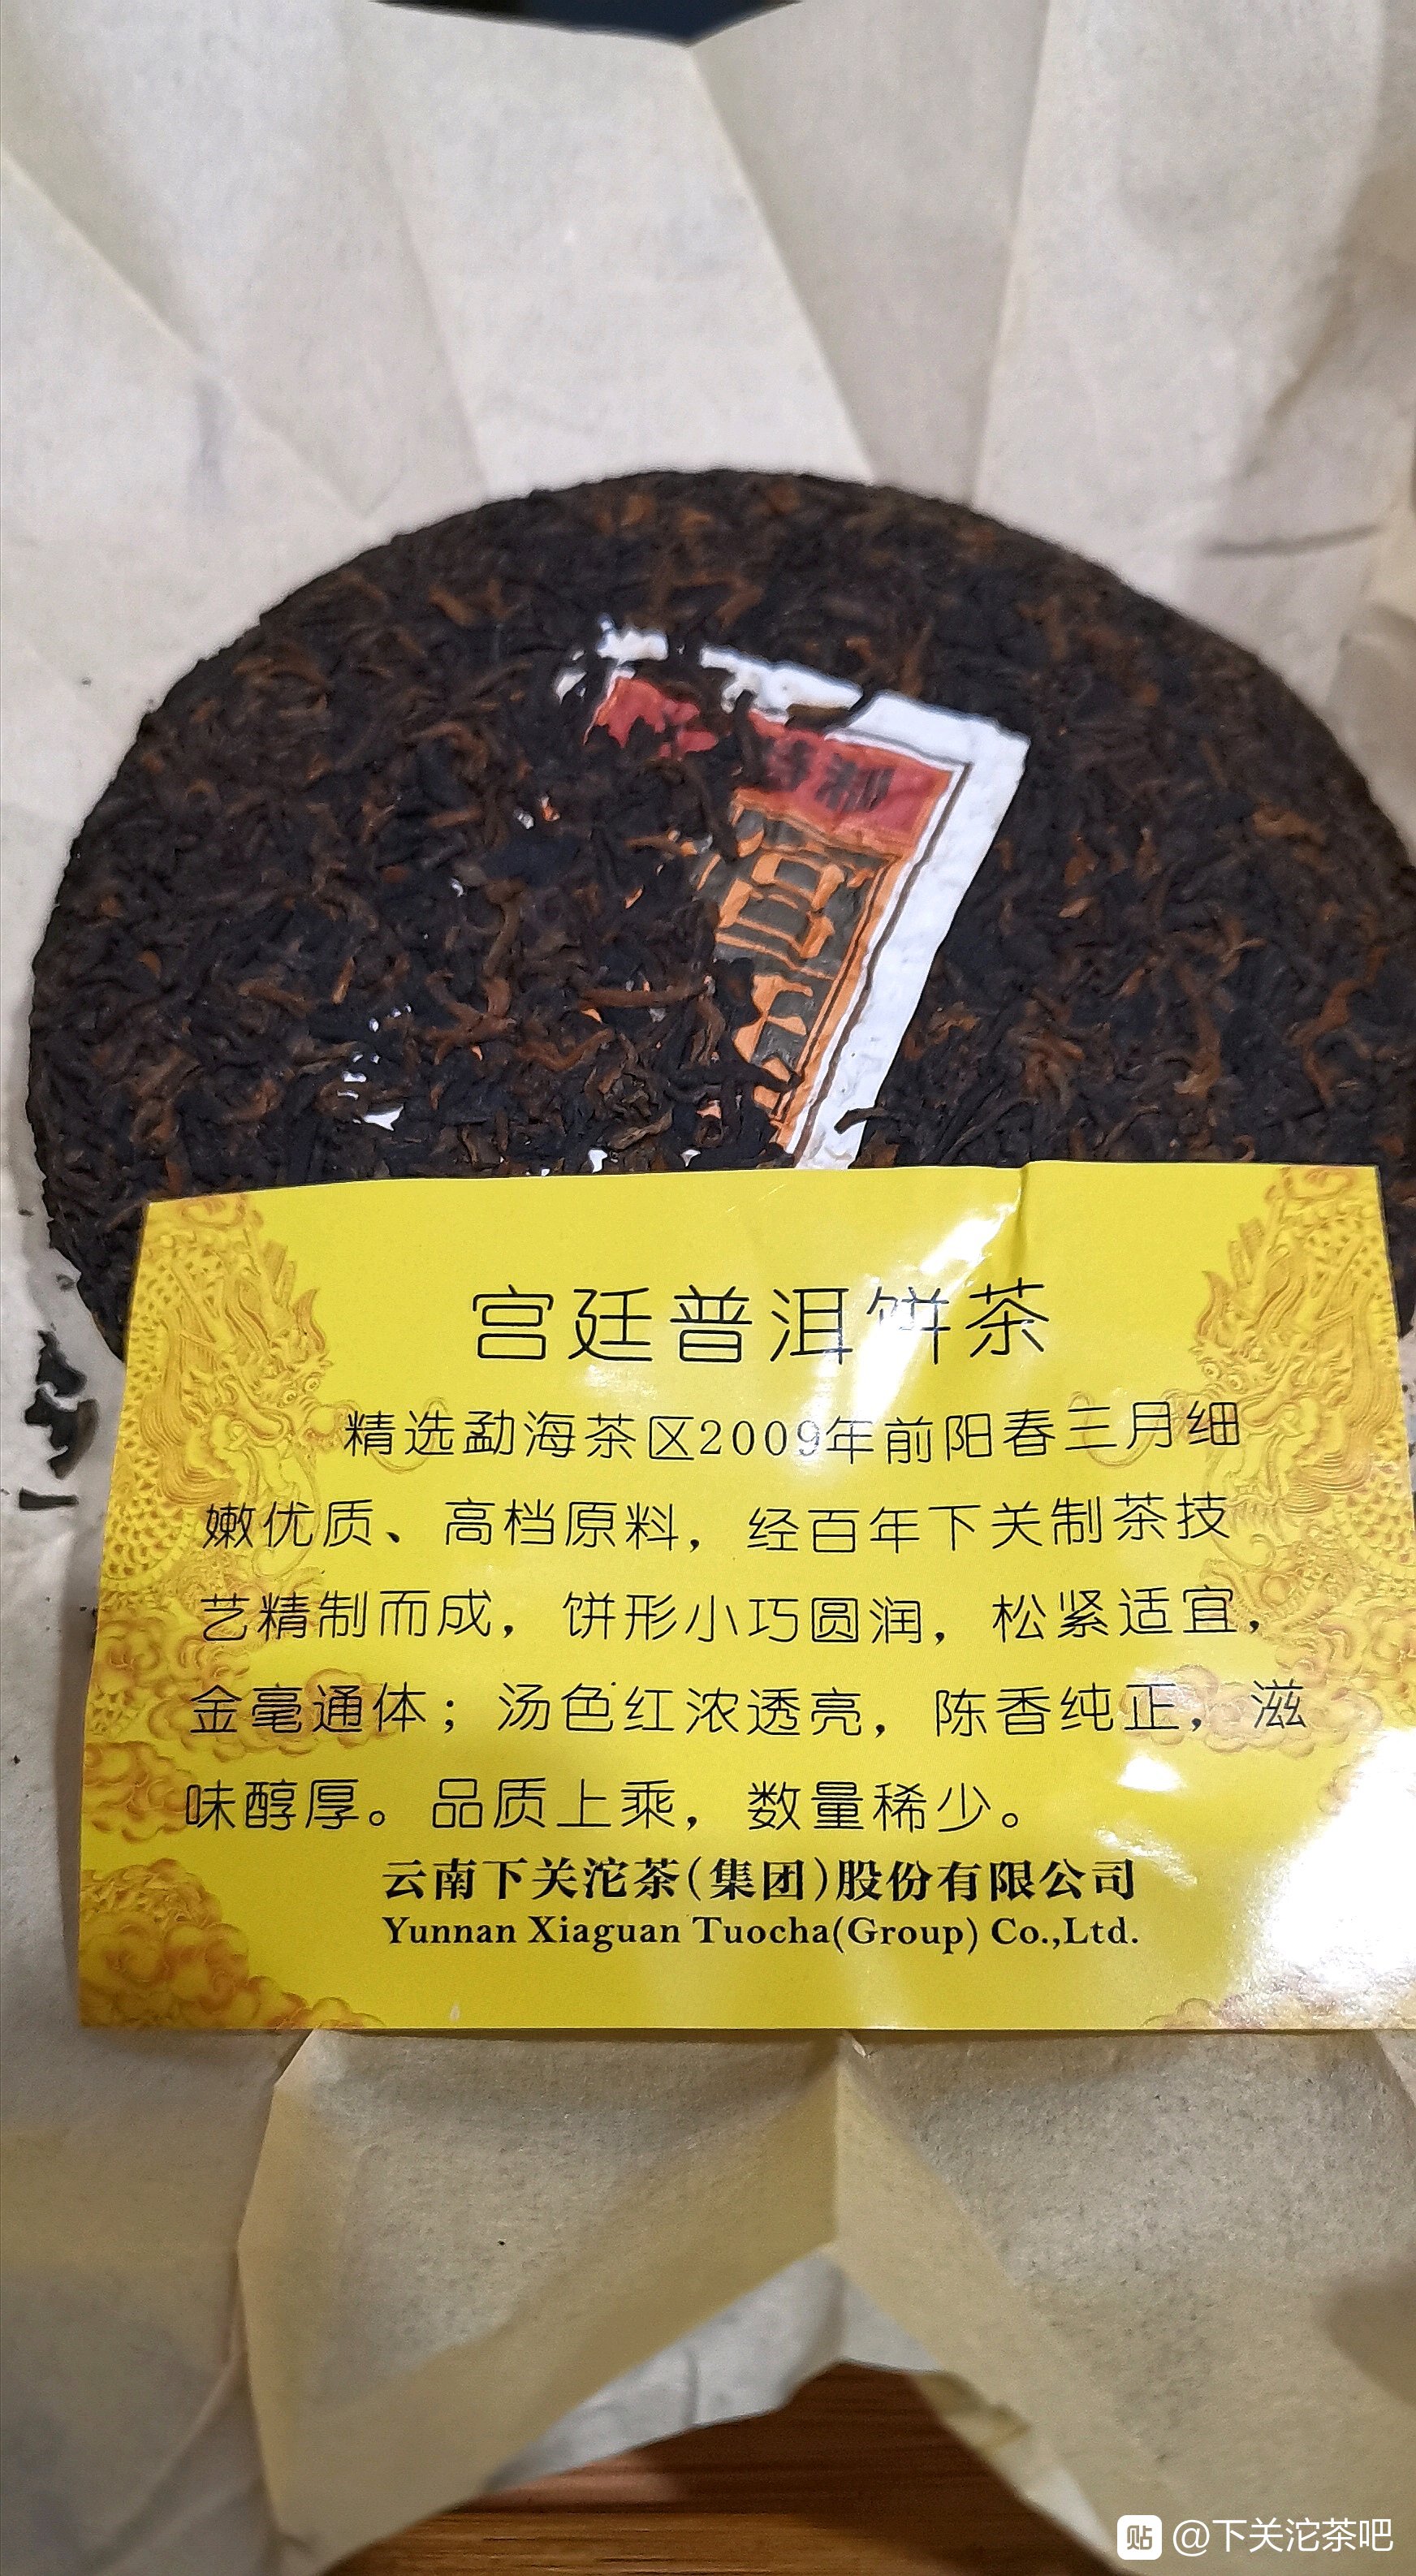 宫廷普洱饼茶
精选勐海茶区2009年前阳春三月细
嫩优质、高档原料，经百年下关制茶技
艺精制而成，饼形小巧圆润，松紧适宜，
金毫通体；汤色红浓透亮，陈香纯正，滋
味醇厚。品质上乘，数量稀少。
云南下关沱茶(集团)股份有限公司
Yunnan Xiaguan Tuocha(Group) Co.,Ltd.
贴 @下关沱茶吧